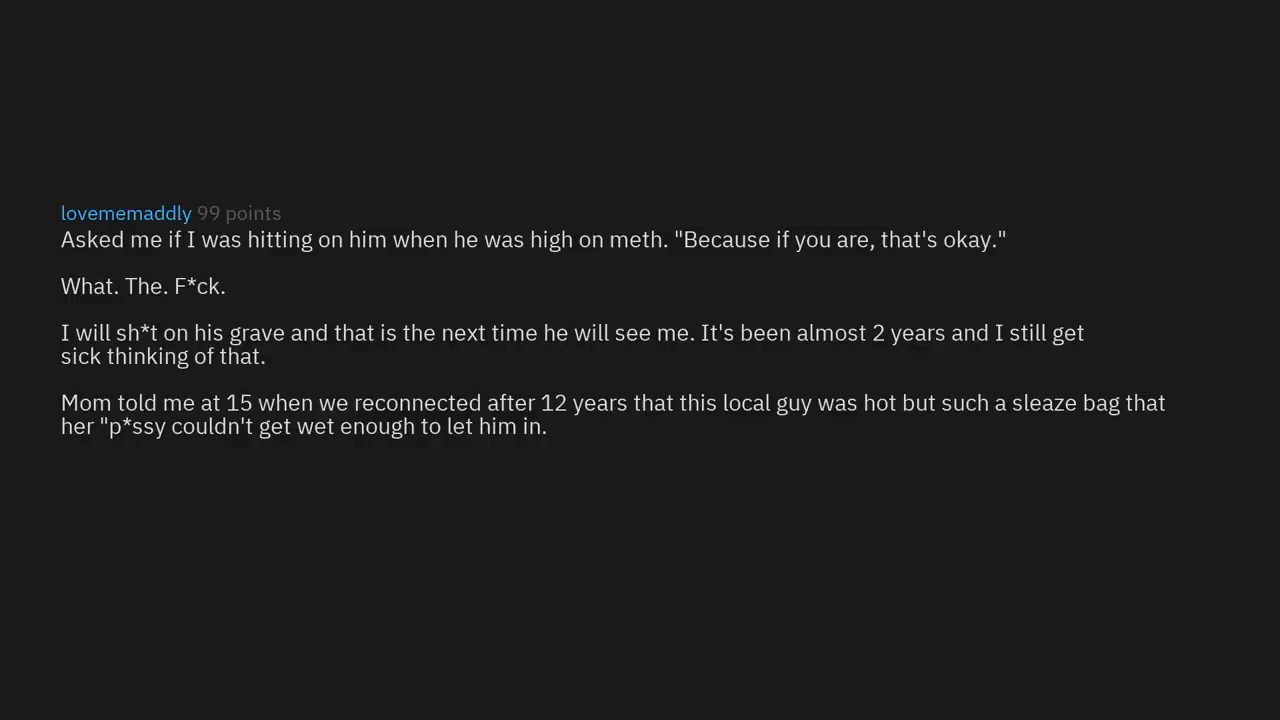 lovememaddly 99 points
Asked me if I was hitting on him when he was high on meth. "Because if you are, that's okay."
What. The. F*ck.
I will sh*t on his grave and that is the next time he will see me. It's been almost 2 years and I still get
sick thinking of that.
Mom told me at 15 when we reconnected after 12 years that this local guy was hot but such a sleaze bag that
her "p*ssy couldn't get wet enough to let him in.